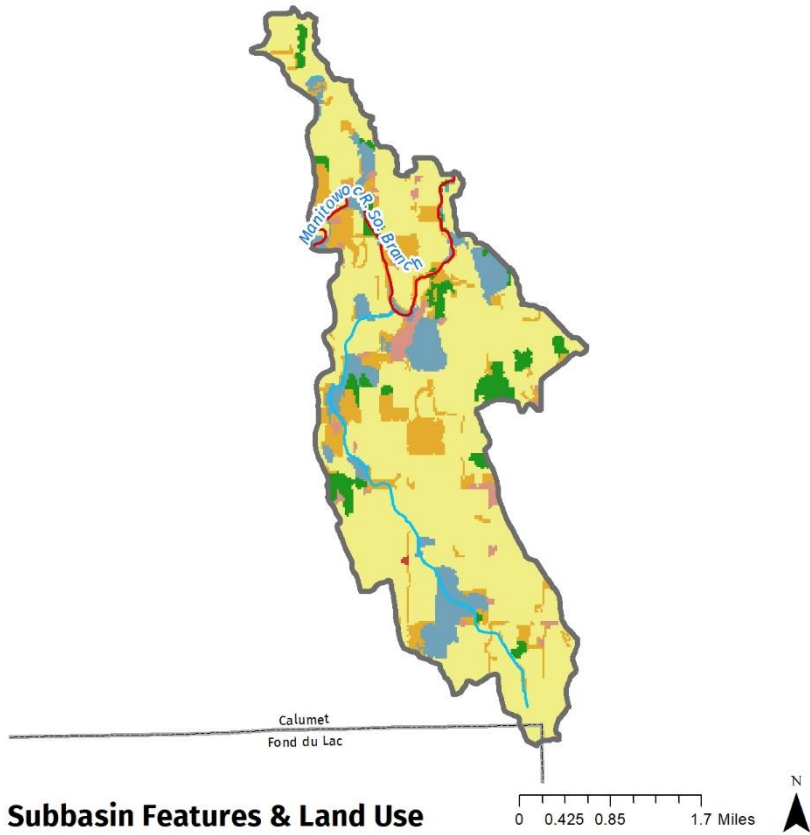 Manitowoc R. So. Branch
Calumet
Fond du Lac
Subbasin Features & Land Use
0 0.425 0.85 1.7 Miles
N